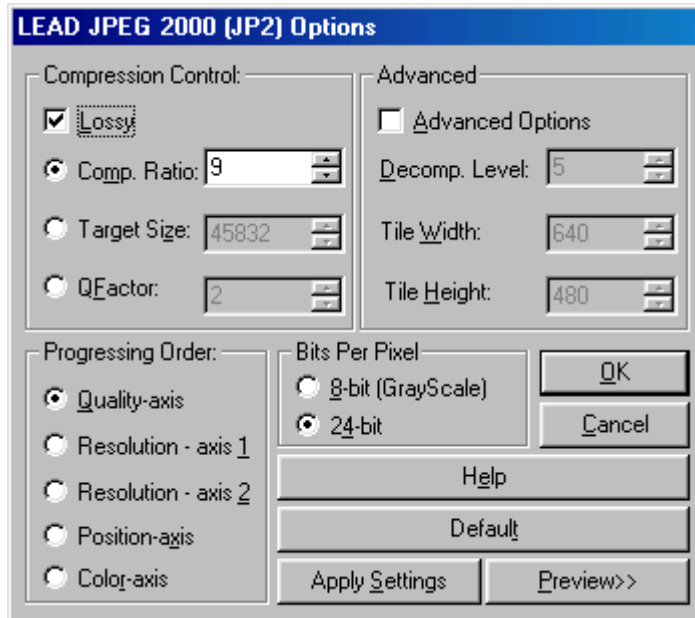 LEAD JPEG 2000 (JP2) Options
Compression Control:
Lossy
Comp. Ratio: 9
Target Size: 45832
QFactor: 2
Advanced
Advanced Options
Decomp. Level: 5
Tile Width: 640
Tile Height: 480
Progressing Order:
Quality-axis
Resolution - axis 1
Resolution - axis 2
Position-axis
Color-axis
Bits Per Pixel
8-bit (GrayScale)
24-bit
OK
Cancel
Help
Default
Apply Settings
Preview>>